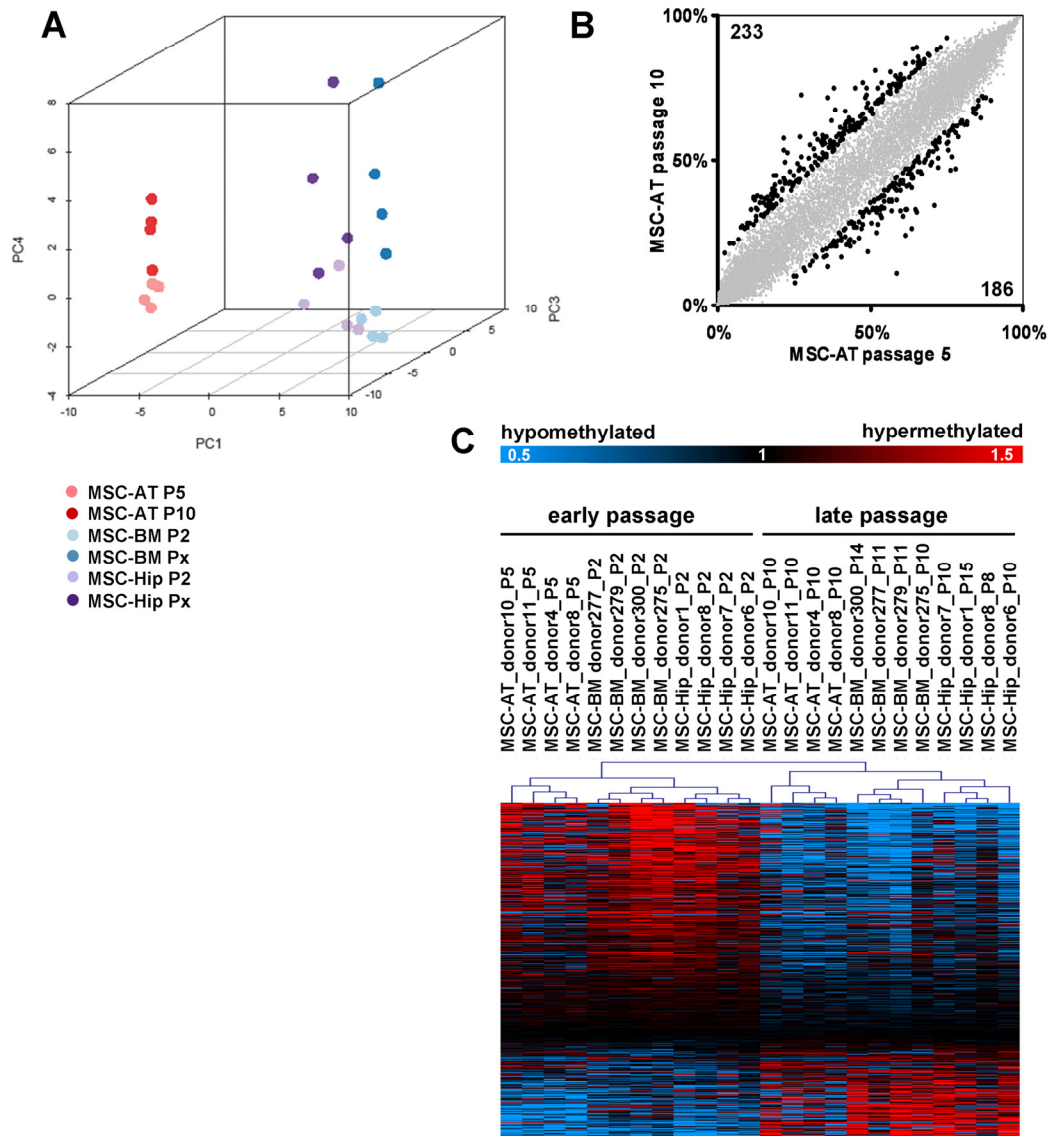 A
8
6
4
2
0
-2
-4
PC4
-10
-5
0
5
10
PC1
-10
-5
0
5
10
PC3
MSC-AT P5
MSC-AT P10
MSC-BM P2
MSC-BM Px
MSC-Hip P2
MSC-Hip Px
B
100%
50%
0%
MSC-AT passage 10
233
186
0%
50%
100%
MSC-AT passage 5
C
hypomethylated
hypermethylated
0.5
1
1.5
early passage
late passage
MSC-AT_donor10_P5
MSC-AT_donor11_P5
MSC-AT_donor4_P5
MSC-AT_donor8_P5
MSC-BM_donor277_P2
MSC-BM_donor279_P2
MSC-BM_donor300_P2
MSC-BM_donor275_P2
MSC-Hip_donor1_P2
MSC-Hip_donor8_P2
MSC-Hip_donor7_P2
MSC-Hip_donor6_P2
MSC-AT_donor10_P10
MSC-AT_donor11_P10
MSC-AT_donor4_P10
MSC-AT_donor8_P10
MSC-BM_donor300_P14
MSC-BM_donor277_P11
MSC-BM_donor279_P11
MSC-BM_donor275_P10
MSC-Hip_donor7_P10
MSC-Hip_donor1_P15
MSC-Hip_donor8_P8
MSC-Hip_donor6_P10